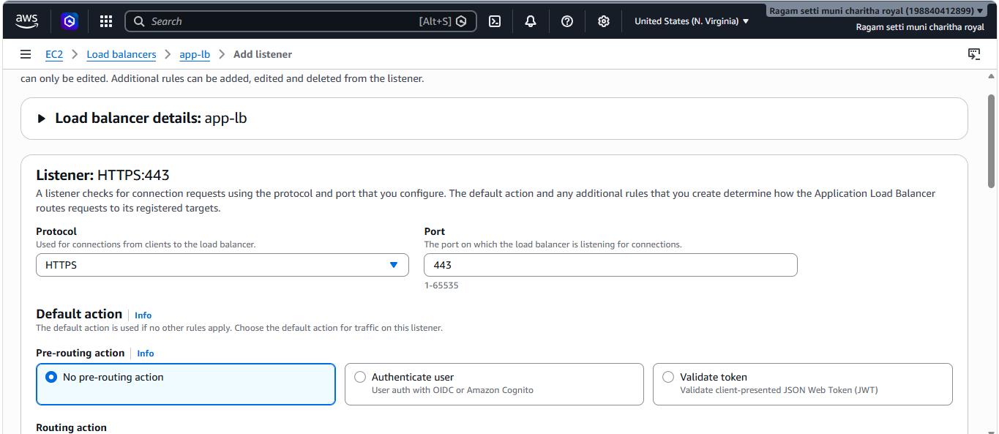 aws
Search
[Alt+S]
United States (N. Virginia) ▼
Ragam setti muni charitha royal (198840412899) ▼
Ragam setti muni charitha royal
EC2 > Load balancers > app-lb > Add listener
can only be edited. Additional rules can be added, edited and deleted from the listener.
Load balancer details: app-lb
Listener: HTTPS:443
A listener checks for connection requests using the protocol and port that you configure. The default action and any additional rules that you create determine how the Application Load Balancer
routes requests to its registered targets.
Protocol
Used for connections from clients to the load balancer.
HTTPS
Port
The port on which the load balancer is listening for connections.
443
1-65535
Default action | Info
The default action is used if no other rules apply. Choose the default action for traffic on this listener.
Pre-routing action | Info
No pre-routing action
Authenticate user
User auth with OIDC or Amazon Cognito
Validate token
Validate client-presented JSON Web Token (JWT)
Routing action